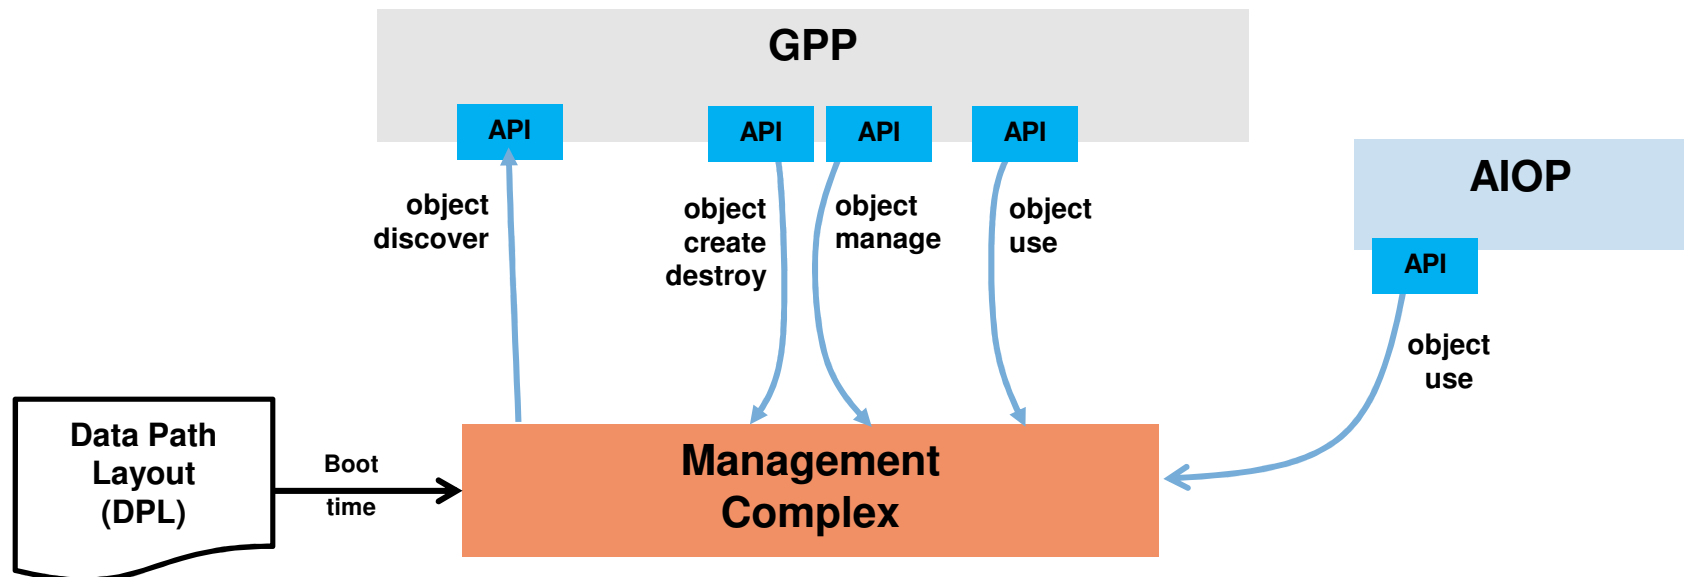 GPP
API
API
API
API
AIOP
API
object
discover
object
create
destroy
object
manage
object
use
object
use
Data Path
Layout
(DPL)
Boot
time
Management
Complex